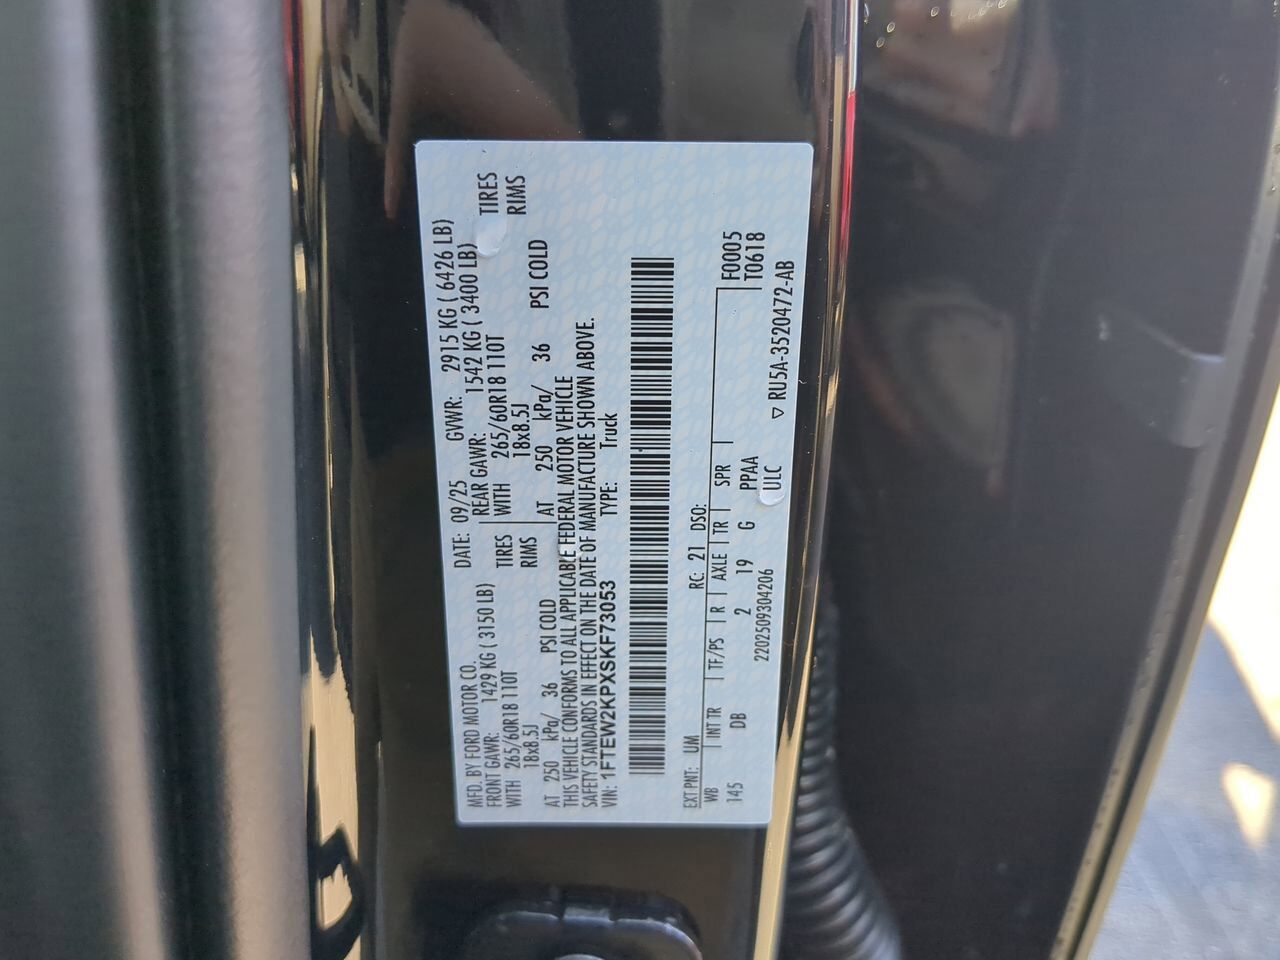 MFD. BY FORD MOTOR CO.
DATE: 09/25 GVWR: 2915 KG ( 6426 LB)
FRONT GAWR: 1429 KG ( 3150 LB)
REAR GAWR: 1542 KG ( 3400 LB)
WITH 265/60R18 110T TIRES
18x8.5J RIMS
WITH 265/60R18 110T TIRES
18x8.5J RIMS
AT 250 kPa/ 36 PSI COLD
AT 250 kPa/ 36 PSI COLD
THIS VEHICLE CONFORMS TO ALL APPLICABLE FEDERAL MOTOR VEHICLE
SAFETY STANDARDS IN EFFECT ON THE DATE OF MANUFACTURE SHOWN ABOVE.
VIN: 1FTEW2KPXSKF73053 TYPE: Truck
EXT PNT: UM RC: 21 DSO:
WB INT TR TF/PS R AXLE TR SPR F0005
145 DB 2 19 G PPAA T0618
2202509304206 ULC
▽ RU5A-3520472-AB